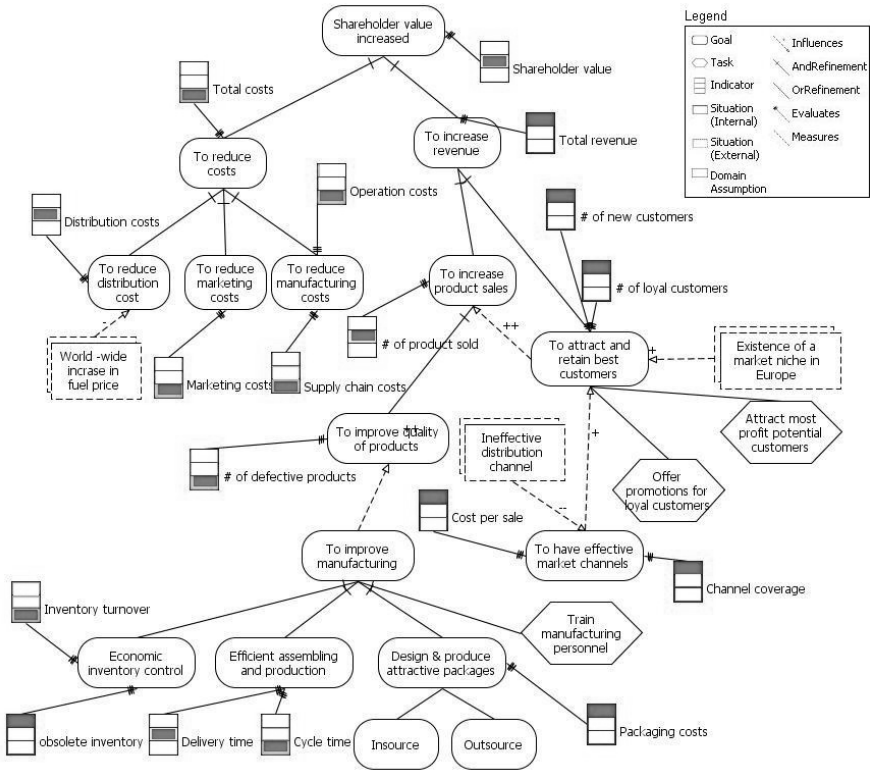 Shareholder value
increased
Shareholder value
Total costs
To increase
revenue
Total revenue
To reduce
costs
Operation costs
# of new customers
Distribution costs
# of loyal customers
To reduce
distribution
cost
To reduce
marketing
costs
To reduce
manufacturing
costs
To increase
product sales
-
++
World -wide
incrase in
fuel price
Marketing costs
Supply chain costs
# of product sold
To attract and
retain best
customers
+
Existence of a
market niche in
Europe
To improve quality
of products
++
Ineffective
distribution
channel
+
Attract most
profit potential
customers
# of defective products
Offer
promotions for
loyal customers
--
Cost per sale
To improve
manufacturing
To have effective
market channels
Channel coverage
Inventory turnover
Train
manufacturing
personnel
Economic
inventory control
Efficient assembling
and production
Design & produce
attractive packages
obsolete inventory
Delivery time
Cycle time
Insource
Outsource
Packaging costs
Legend
Goal
Task
Indicator
Situation
(Internal)
Situation
(External)
Domain
Assumption
Influences
AndRefinement
OrRefinement
Evaluates
Measures